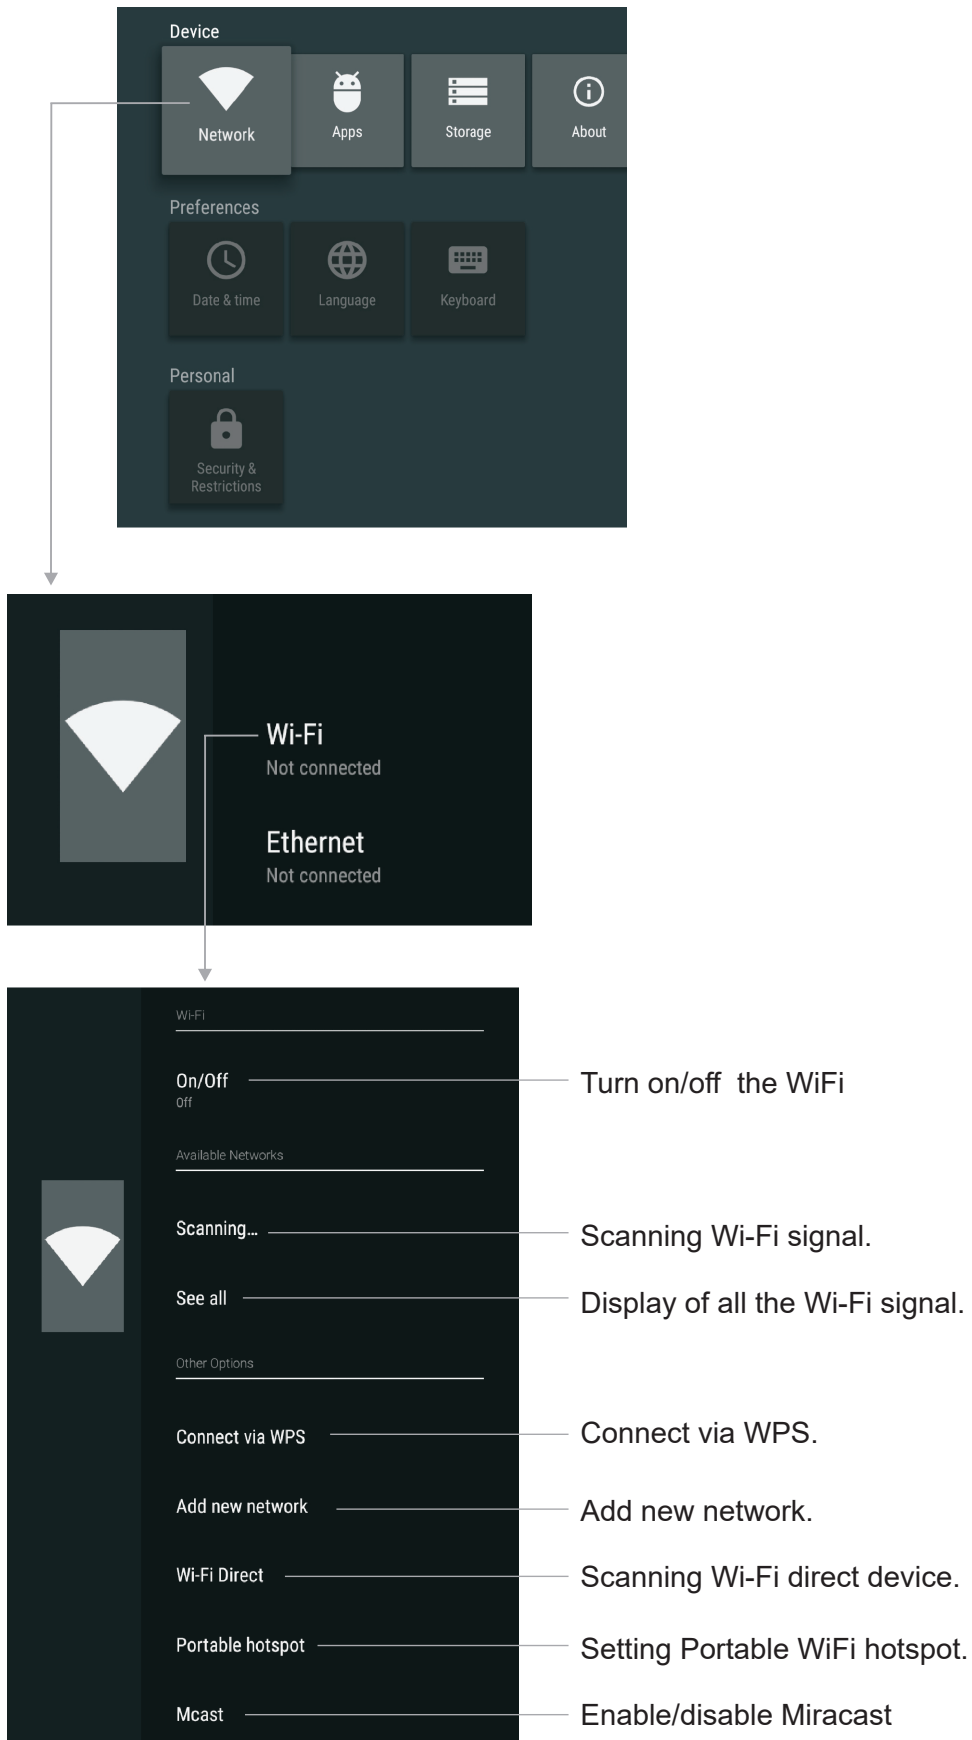 Device
Network
Apps
Storage
About
Preferences
Date & time
Language
Keyboard
Personal
Security &
Restrictions
Wi-Fi
Not connected
Ethernet
Not connected
Wi-Fi
On/Off
Off
Turn on/off the WiFi
Available Networks
Scanning...
Scanning Wi-Fi signal.
See all
Display of all the Wi-Fi signal.
Other Options
Connect via WPS
Connect via WPS.
Add new network
Add new network.
Wi-Fi Direct
Scanning Wi-Fi direct device.
Portable hotspot
Setting Portable WiFi hotspot.
Mcast
Enable/disable Miracast